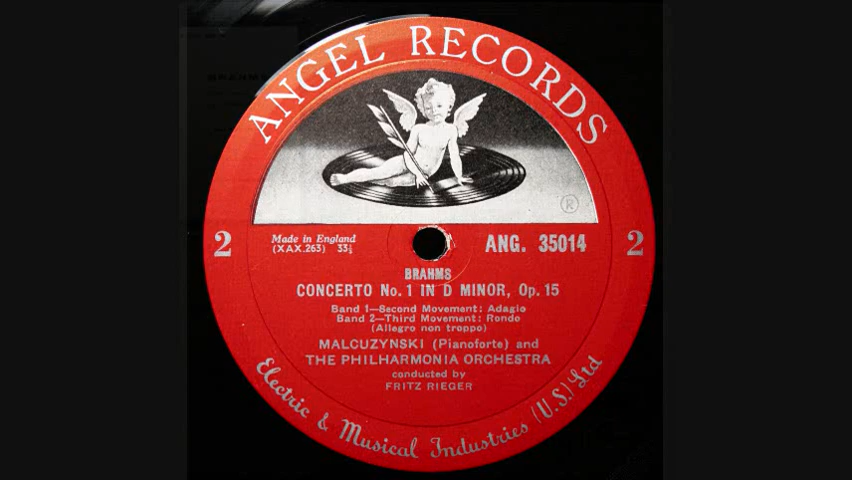 ANGEL RECORDS
®
2
2
Made in England
(XAX.263) 33⅓
ANG. 35014
BRAHMS
CONCERTO No. 1 IN D MINOR, Op. 15
Band 1—Second Movement: Adagio
Band 2—Third Movement: Rondo
(Allegro non troppo)
MALCUZYNSKI (Pianoforte) and
THE PHILHARMONIA ORCHESTRA
conducted by
FRITZ RIEGER
Electric & Musical Industries (U.S.) Ltd
BRAHMS